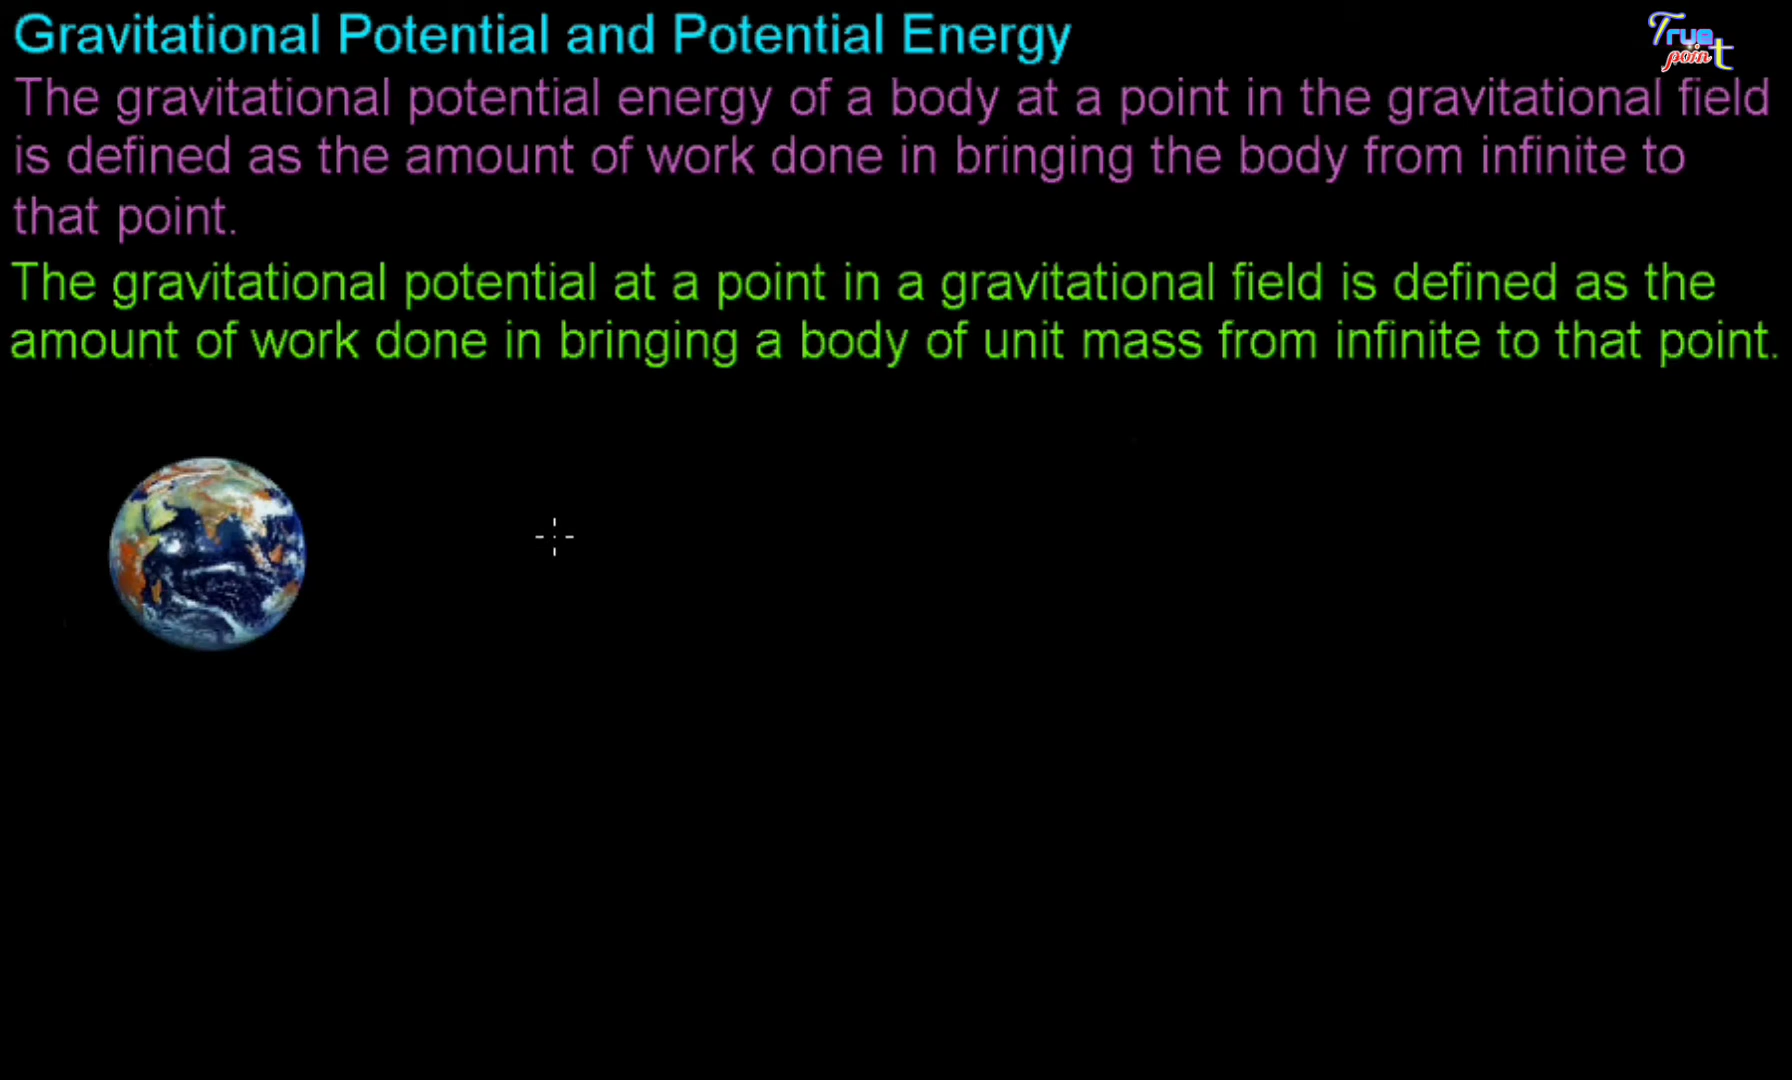 Gravitational Potential and Potential Energy
True
point
The gravitational potential energy of a body at a point in the gravitational field
is defined as the amount of work done in bringing the body from infinite to
that point.
The gravitational potential at a point in a gravitational field is defined as the
amount of work done in bringing a body of unit mass from infinite to that point.